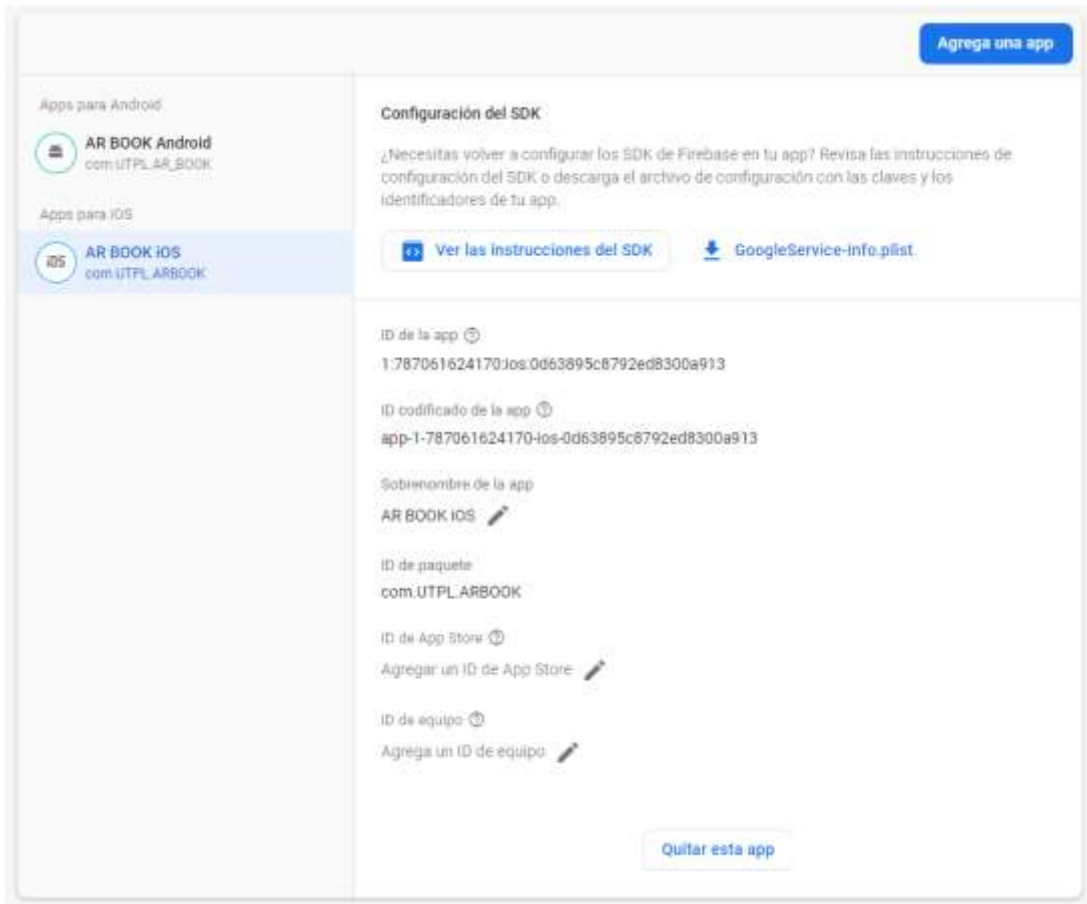 Agrega una app
Apps para Android
AR BOOK Android
com.UTPL.AR_BOOK
Apps para iOS
iOS
AR BOOK iOS
com.UTPL.ARBOOK
Configuración del SDK
¿Necesitas volver a configurar los SDK de Firebase en tu app? Revisa las instrucciones de
configuración del SDK o descarga el archivo de configuración con las claves y los
identificadores de tu app.
Ver las instrucciones del SDK
GoogleService-Info.plist
ID de la app
1:787061624170:ios:0d63895c8792ed8300a913
ID codificado de la app
app-1-787061624170-ios-0d63895c8792ed8300a913
Sobrenombre de la app
AR BOOK iOS
ID de paquete
com.UTPL.ARBOOK
ID de App Store
Agregar un ID de App Store
ID de equipo
Agrega un ID de equipo
Quitar esta app